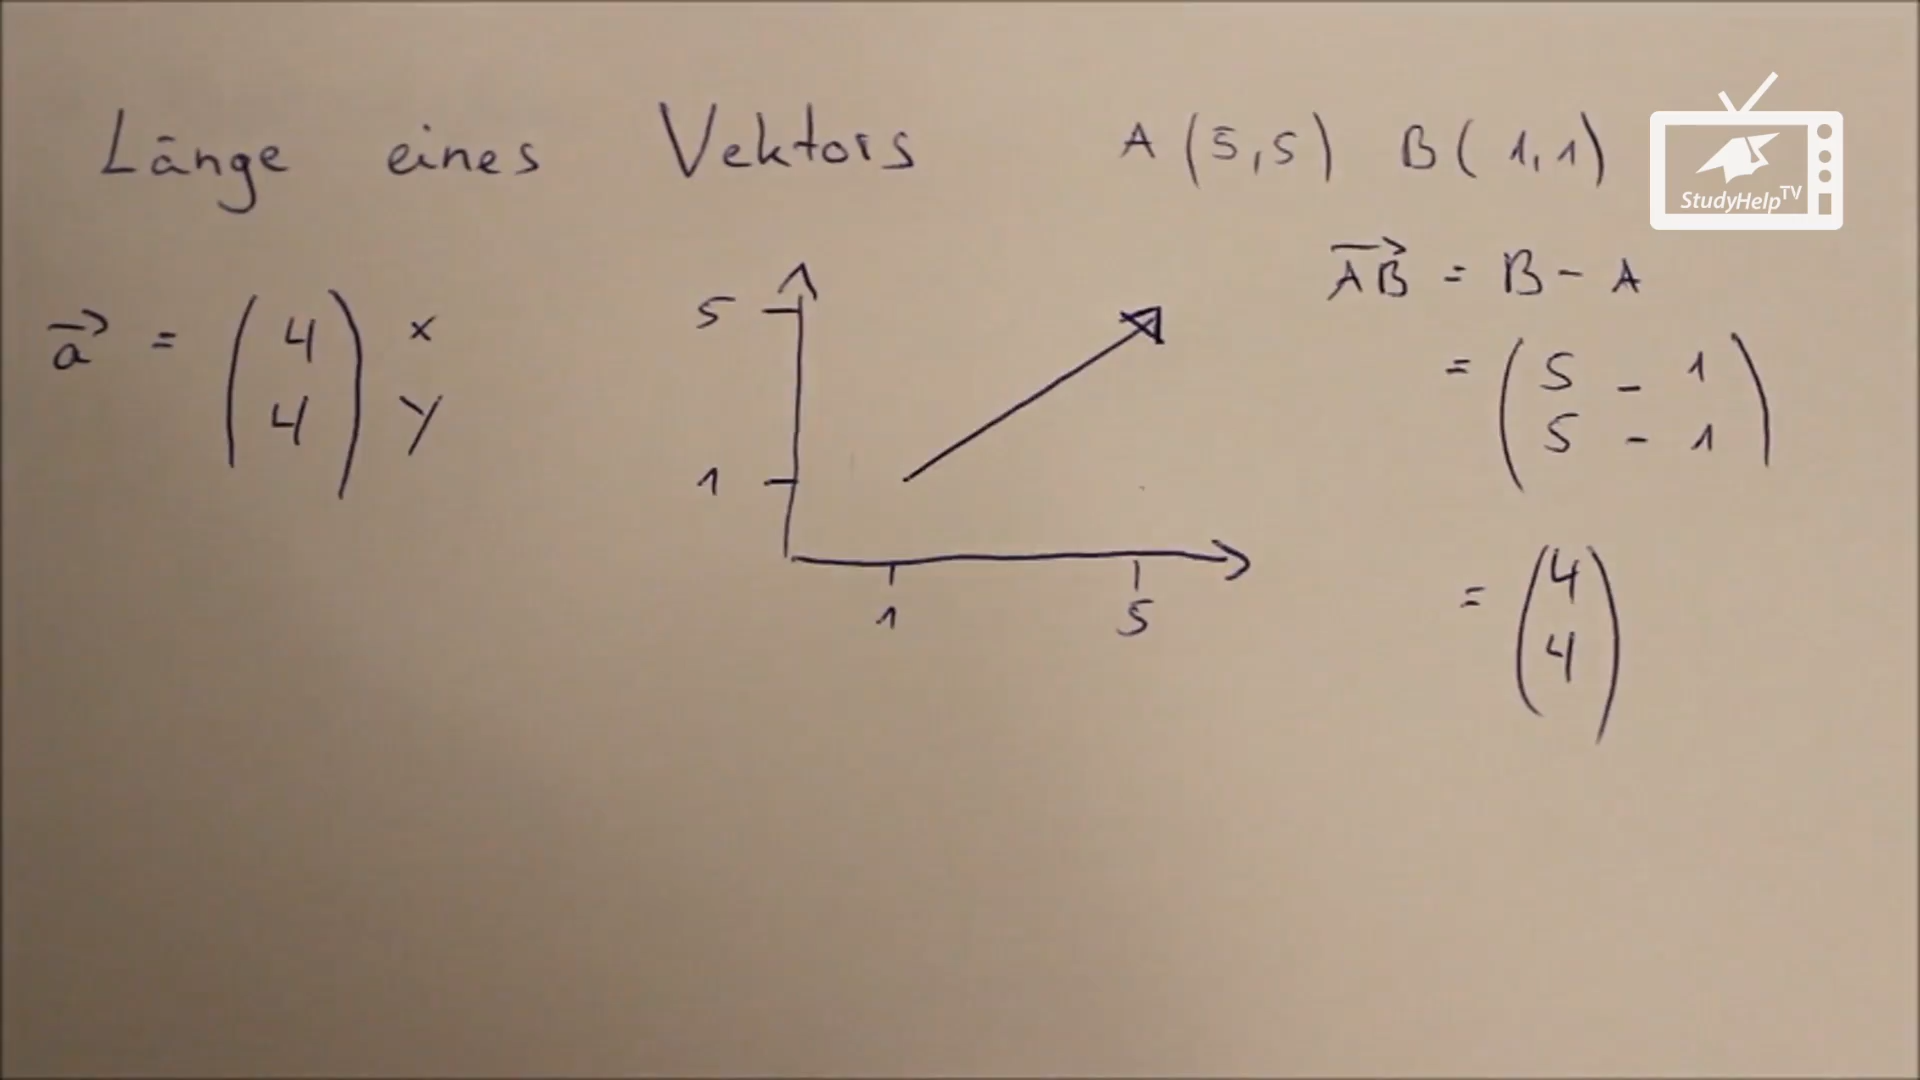 Länge eines Vektors A (5,5) B (1,1)
StudyHelpTV
→a = (4 4) x y
5
1
1 5
→AB = B - A
= (5 - 1
5 - 1)
= (4
4)